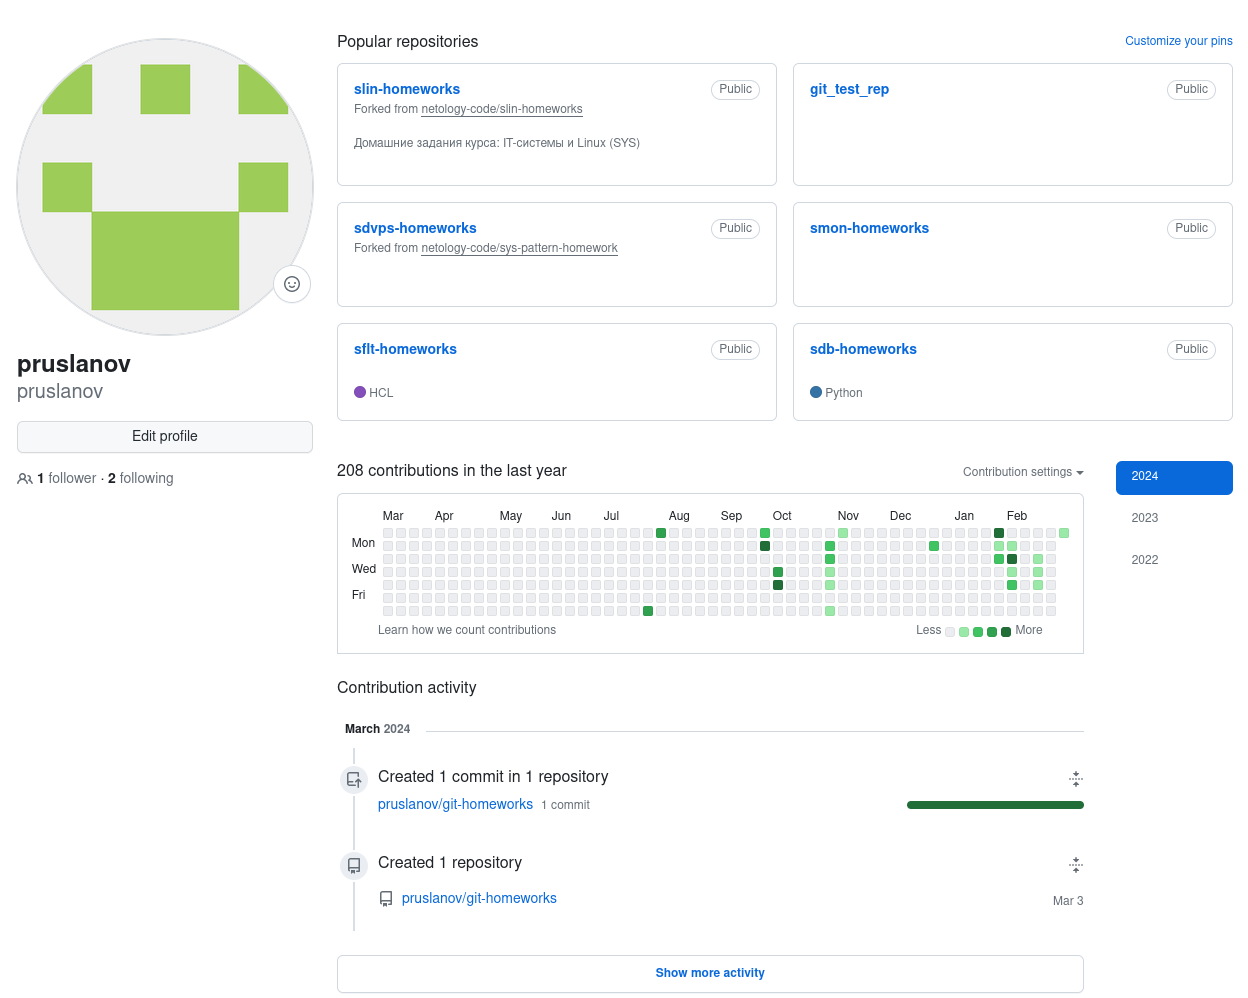 pruslanov
pruslanov
Edit profile
1 follower · 2 following
Popular repositories
Customize your pins
slin-homeworks
Public
Forked from netology-code/slin-homeworks
Домашние задания курса: IT-системы и Linux (SYS)
git_test_rep
Public
sdvps-homeworks
Public
Forked from netology-code/sys-pattern-homework
smon-homeworks
Public
sflt-homeworks
Public
HCL
sdb-homeworks
Public
Python
208 contributions in the last year
Contribution settings
2024
2023
2022
Mar Apr May Jun Jul Aug Sep Oct Nov Dec Jan Feb
Mon
Wed
Fri
Learn how we count contributions
Less More
Contribution activity
March 2024
Created 1 commit in 1 repository
pruslanov/git-homeworks 1 commit
Created 1 repository
pruslanov/git-homeworks
Mar 3
Show more activity